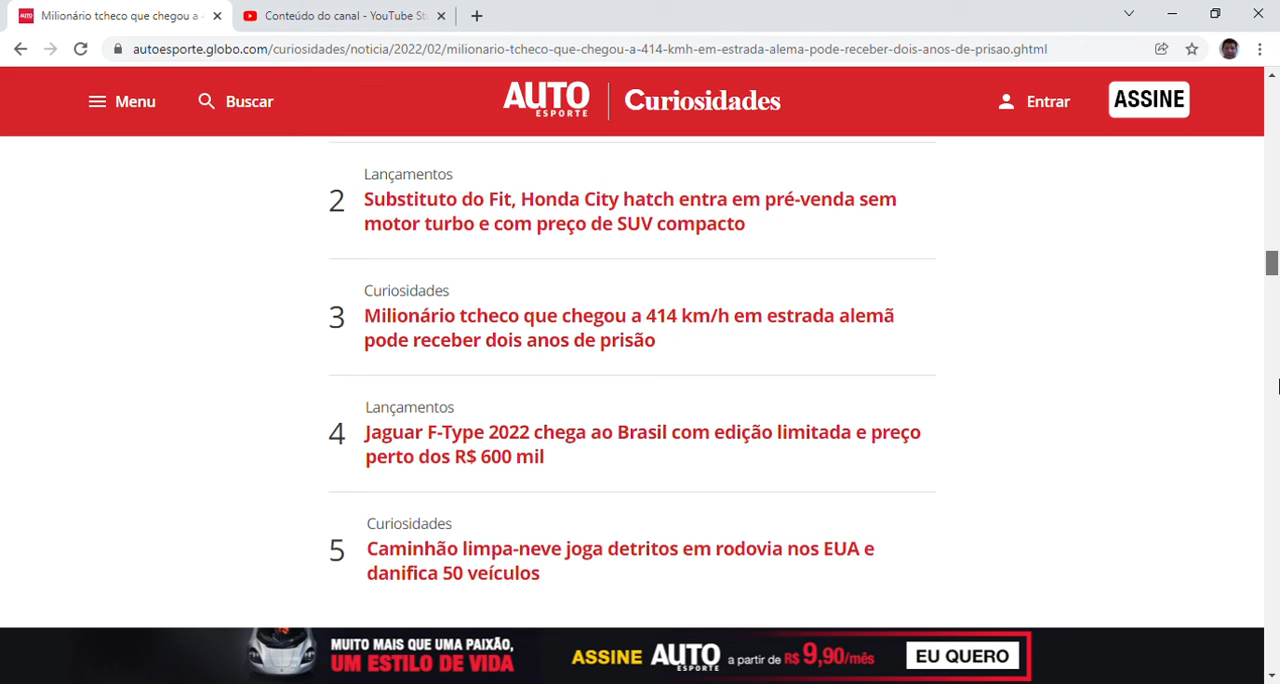 Milionário tcheco que chegou a 4
Conteúdo do canal - YouTube St
autoesporte.globo.com/curiosidades/noticia/2022/02/milionario-tcheco-que-chegou-a-414-kmh-em-estrada-alema-pode-receber-dois-anos-de-prisao.ghtml
Menu Buscar AUTO ESPORTE Curiosidades Entrar ASSINE
Lançamentos
2 Substituto do Fit, Honda City hatch entra em pré-venda sem
motor turbo e com preço de SUV compacto
Curiosidades
3 Milionário tcheco que chegou a 414 km/h em estrada alemã
pode receber dois anos de prisão
Lançamentos
4 Jaguar F-Type 2022 chega ao Brasil com edição limitada e preço
perto dos R$ 600 mil
Curiosidades
5 Caminhão limpa-neve joga detritos em rodovia nos EUA e
danifica 50 veículos
MUITO MAIS QUE UMA PAIXÃO,
UM ESTILO DE VIDA
ASSINE AUTO ESPORTE a partir de R$ 9,90/mês EU QUERO